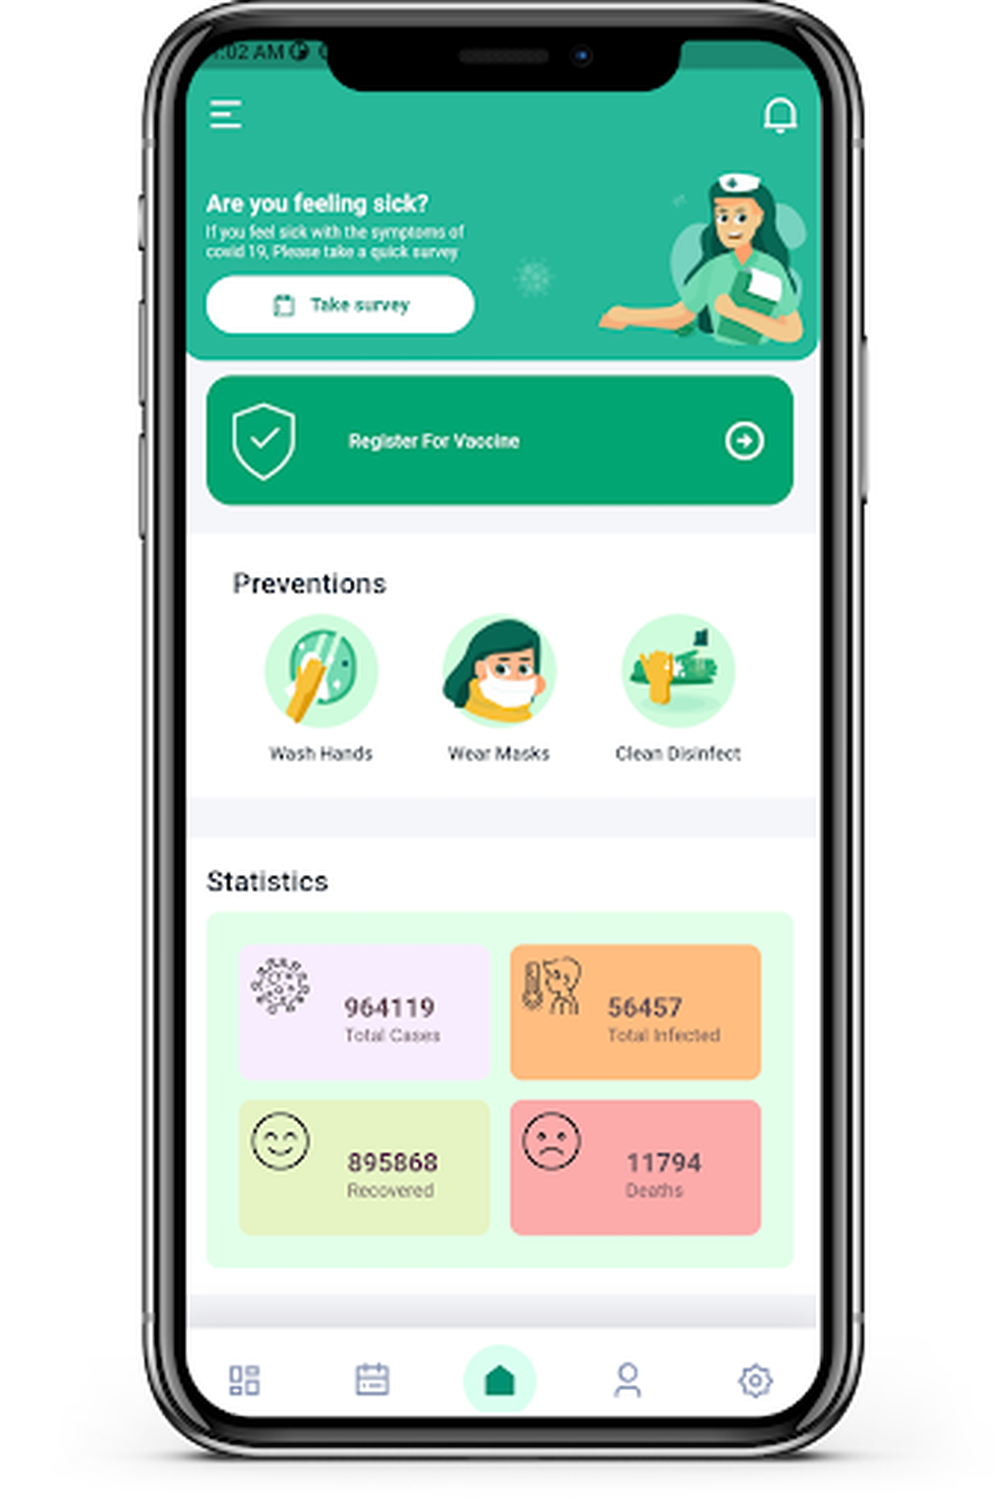 :02 AM
Are you feeling sick?
If you feel sick with the symptoms of
covid 19, Please take a quick survey
Take survey
Register For Vaccine
Preventions
Wash Hands
Wear Masks
Clean Disinfect
Statistics
964119
Total Cases
56457
Total Infected
895868
Recovered
11794
Deaths